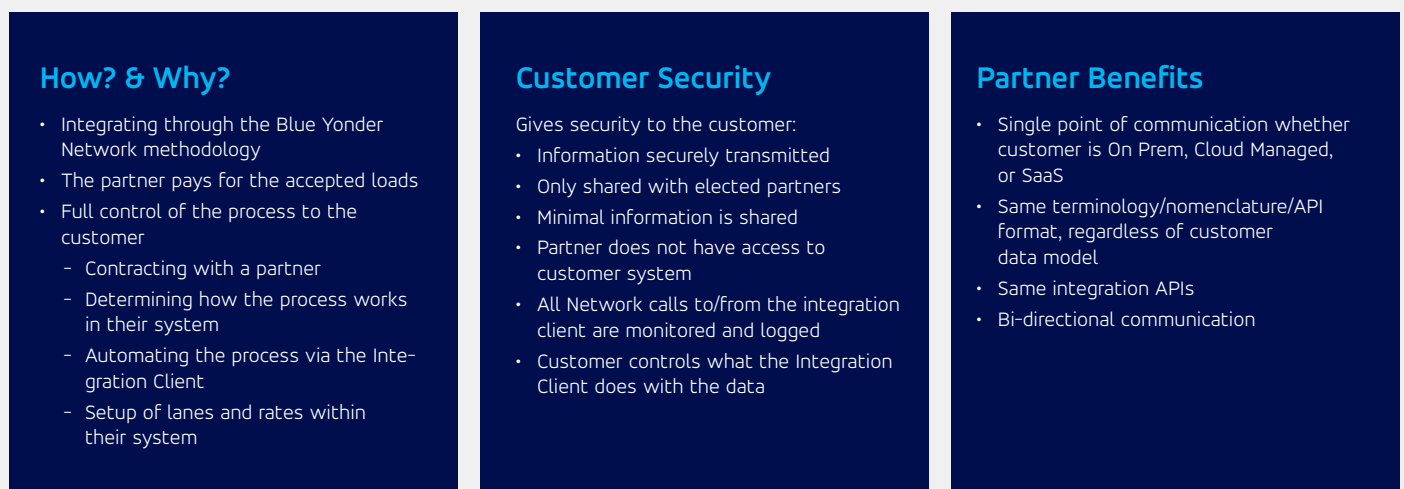 How? & Why?
• Integrating through the Blue Yonder
Network methodology
• The partner pays for the accepted loads
• Full control of the process to the
customer
- Contracting with a partner
- Determining how the process works
in their system
- Automating the process via the Inte-
gration Client
- Setup of lanes and rates within
their system
Customer Security
Gives security to the customer:
• Information securely transmitted
• Only shared with elected partners
• Minimal information is shared
• Partner does not have access to
customer system
• All Network calls to/from the integration
client are monitored and logged
• Customer controls what the Integration
Client does with the data
Partner Benefits
• Single point of communication whether
customer is On Prem, Cloud Managed,
or SaaS
• Same terminology/nomenclature/API
format, regardless of customer
data model
• Same integration APIs
• Bi-directional communication